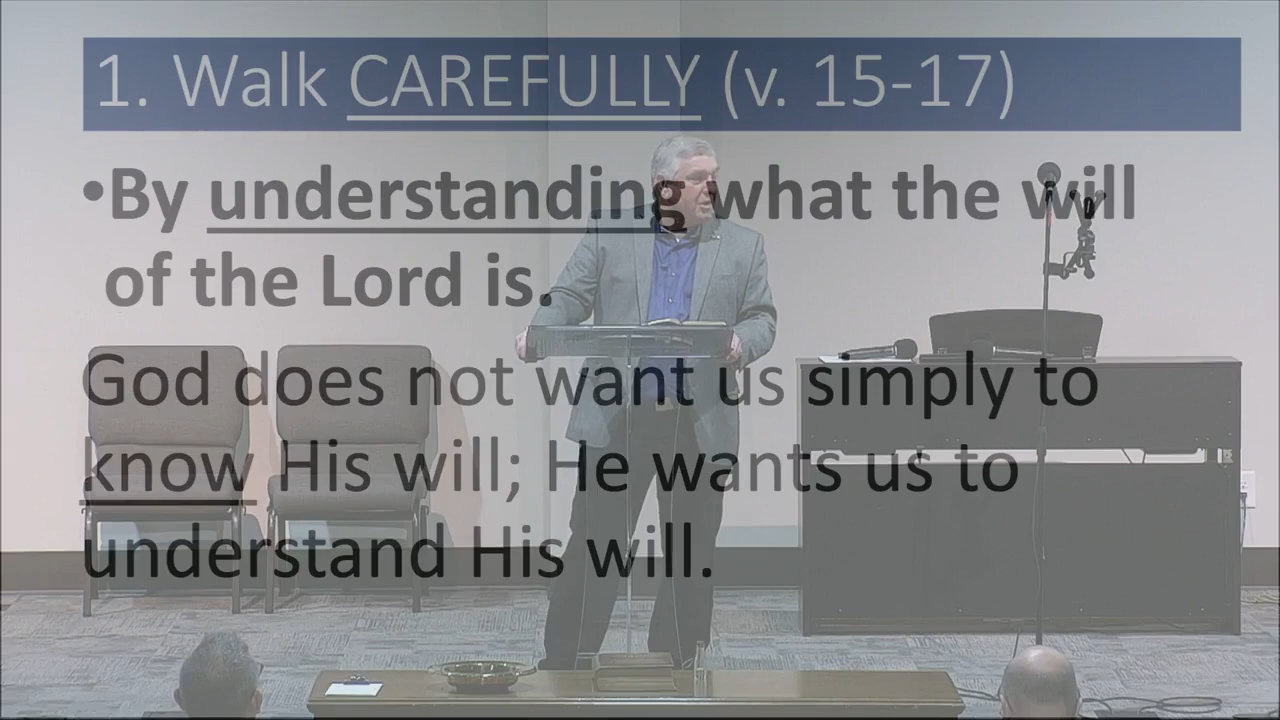 1. Walk CAREFULLY (v. 15-17)
•By understanding what the will
of the Lord is.
God does not want us simply to
know His will; He wants us to
understand His will.